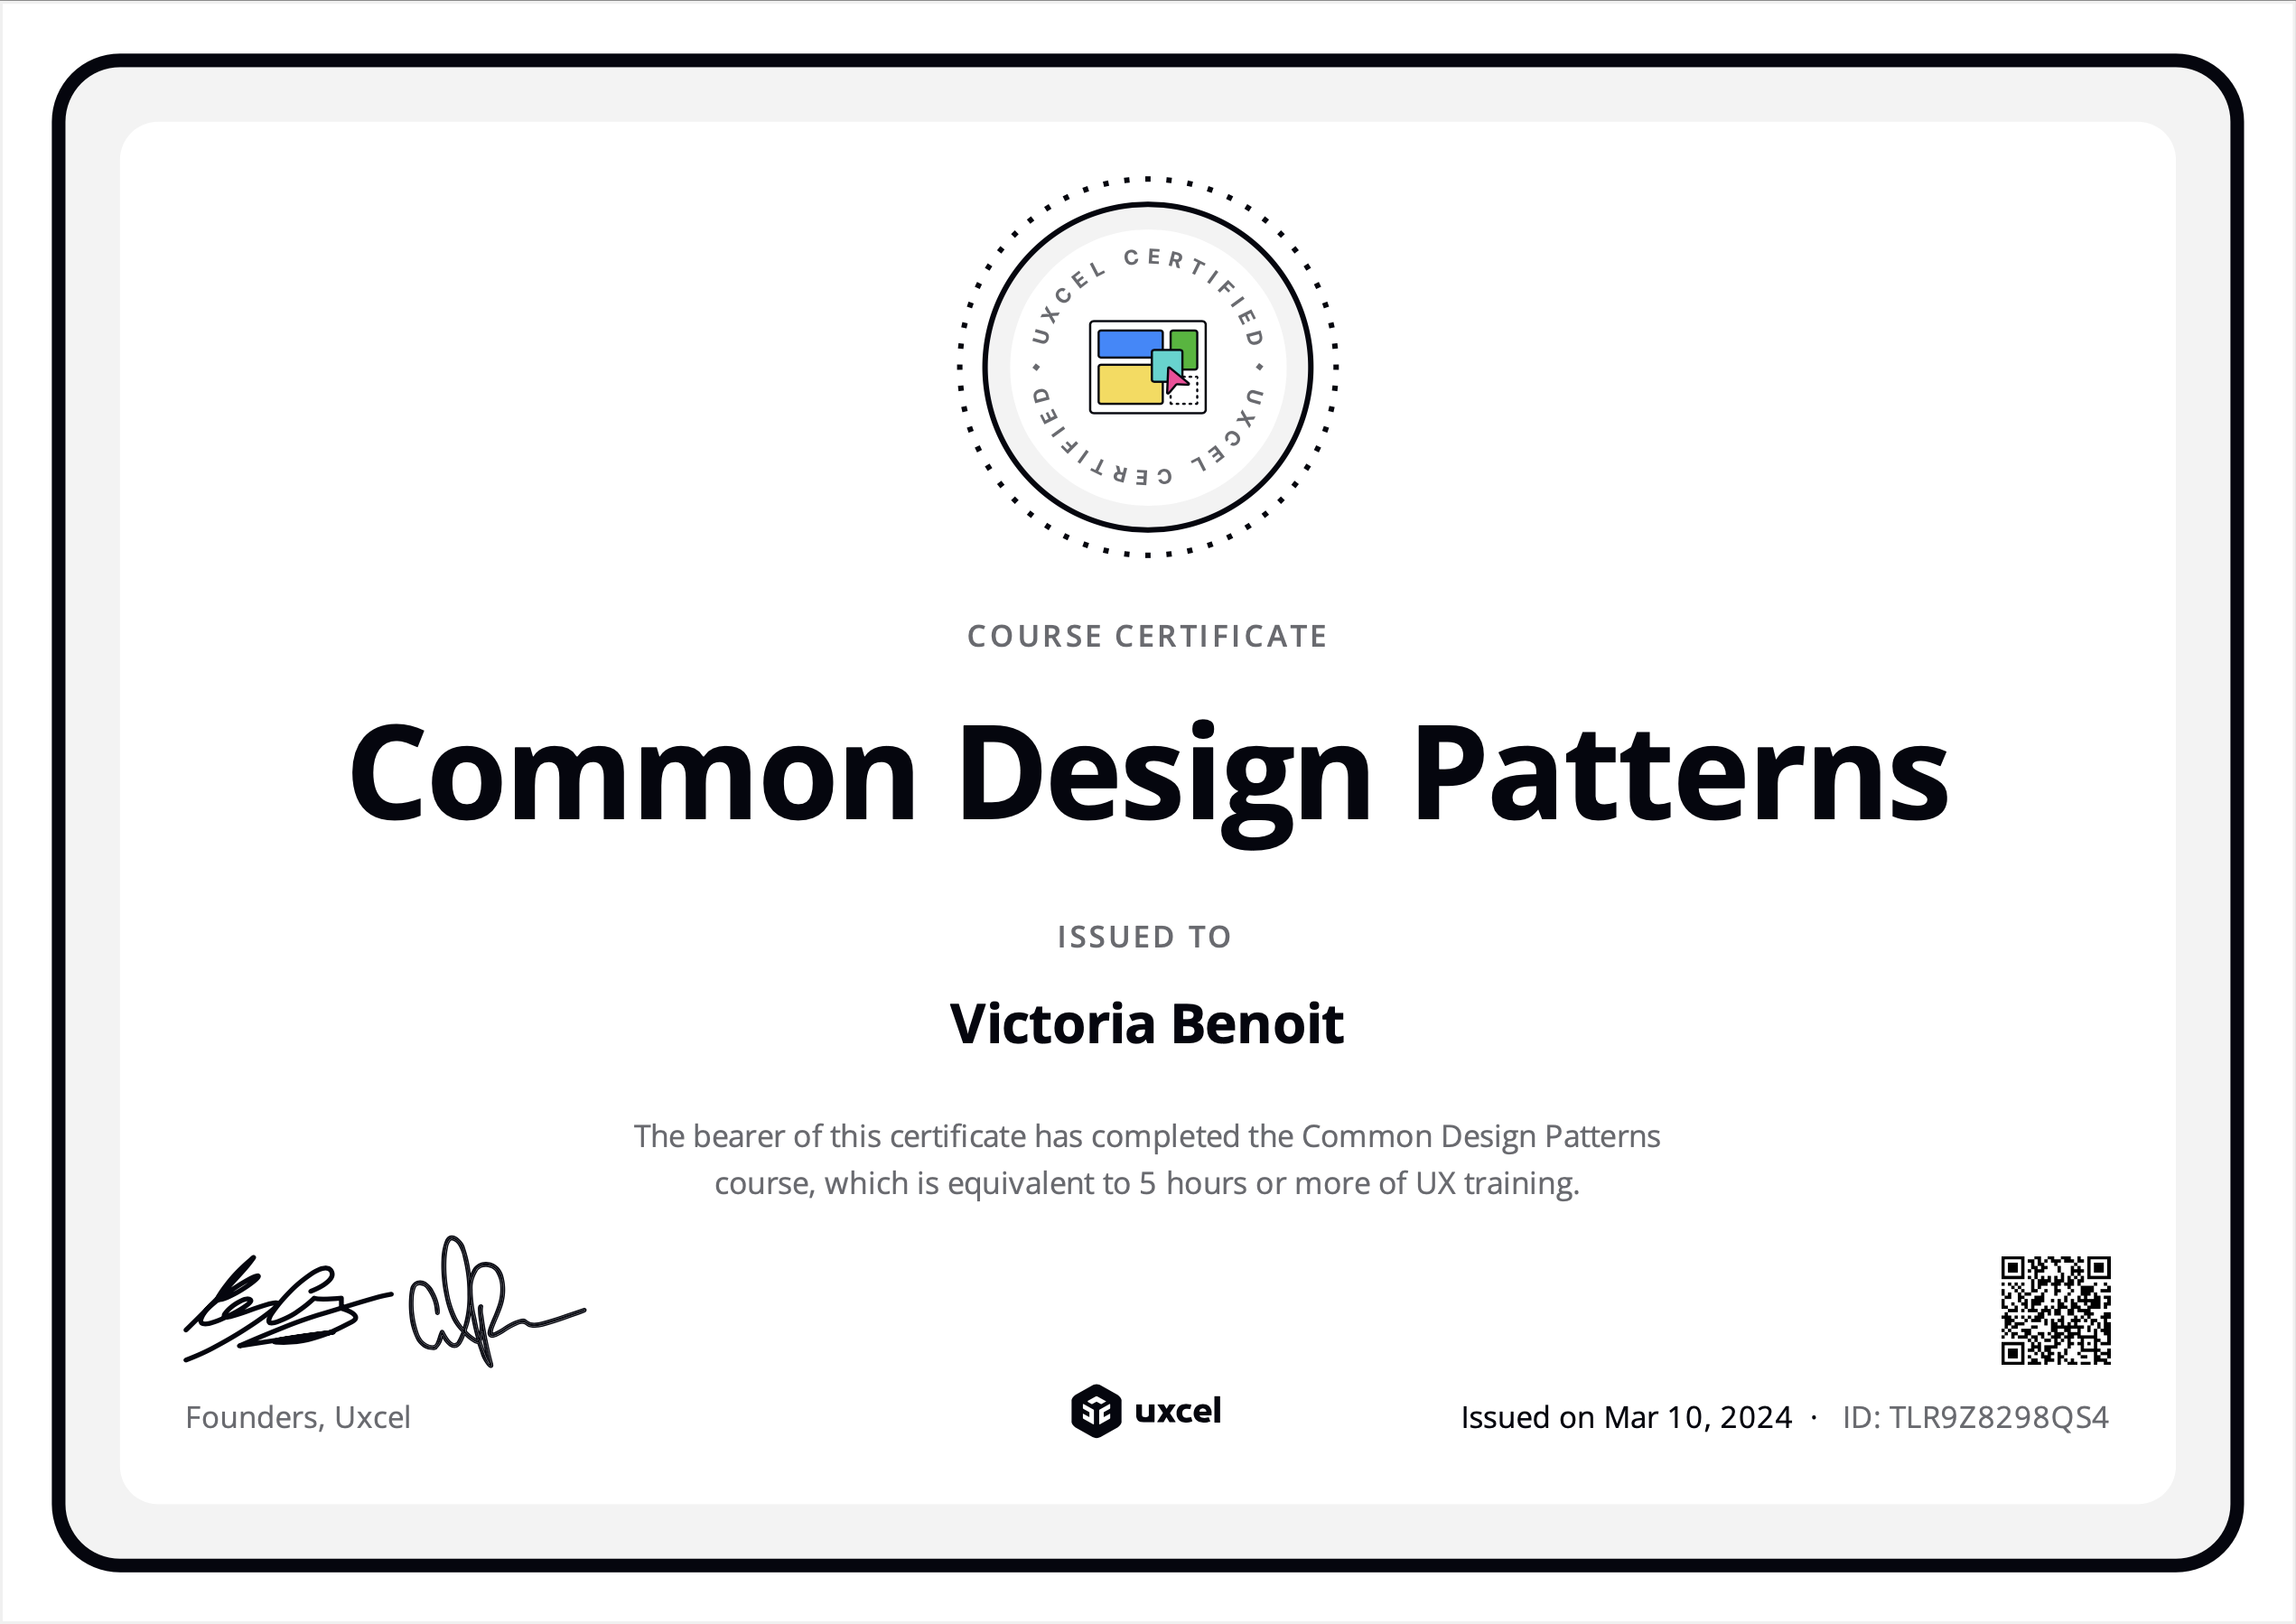 UXCEL CERTIFIED • UXCEL CERTIFIED •
COURSE CERTIFICATE
Common Design Patterns
ISSUED TO
Victoria Benoit
The bearer of this certificate has completed the Common Design Patterns
course, which is equivalent to 5 hours or more of UX training.
Founders, Uxcel
uxcel
Issued on Mar 10, 2024 · ID: TLR9Z8298QS4